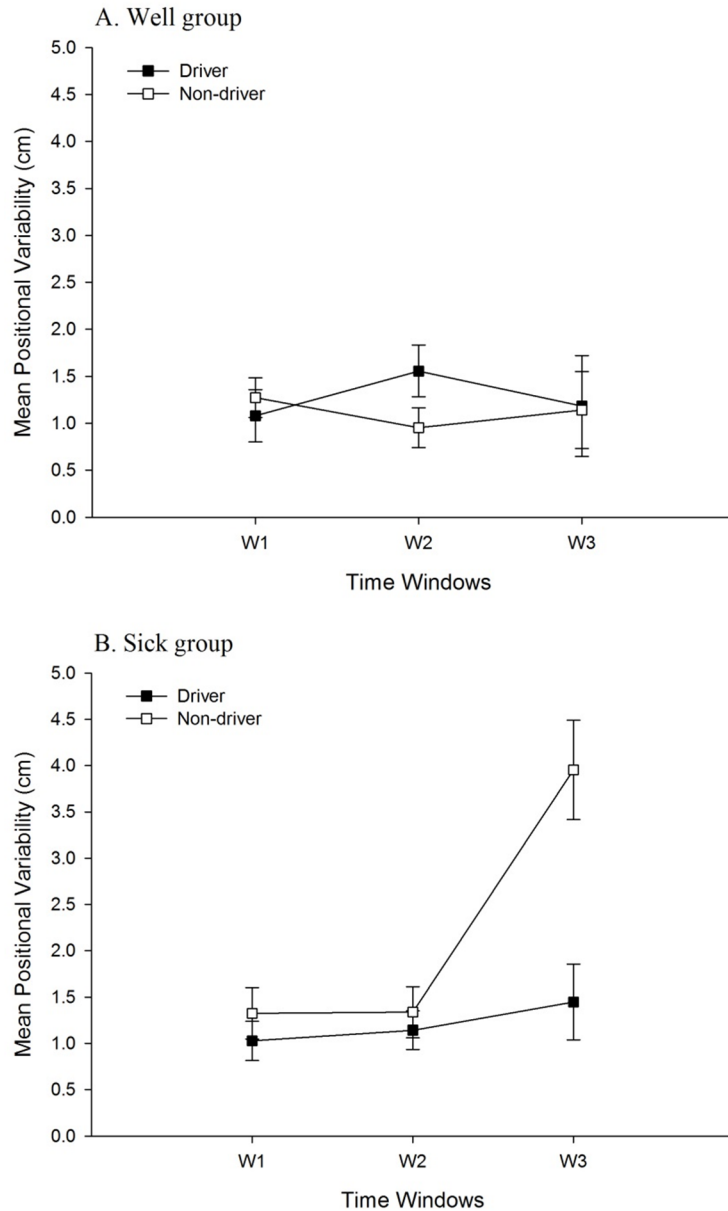 A. Well group
5.0
Driver
Non-driver
4.5
4.0
3.5
3.0
2.5
2.0
1.5
1.0
0.5
0.0
Mean Positional Variability (cm)
W1 W2 W3
Time Windows
B. Sick group
5.0
Driver
Non-driver
4.5
4.0
3.5
3.0
2.5
2.0
1.5
1.0
0.5
0.0
Mean Positional Variability (cm)
W1 W2 W3
Time Windows